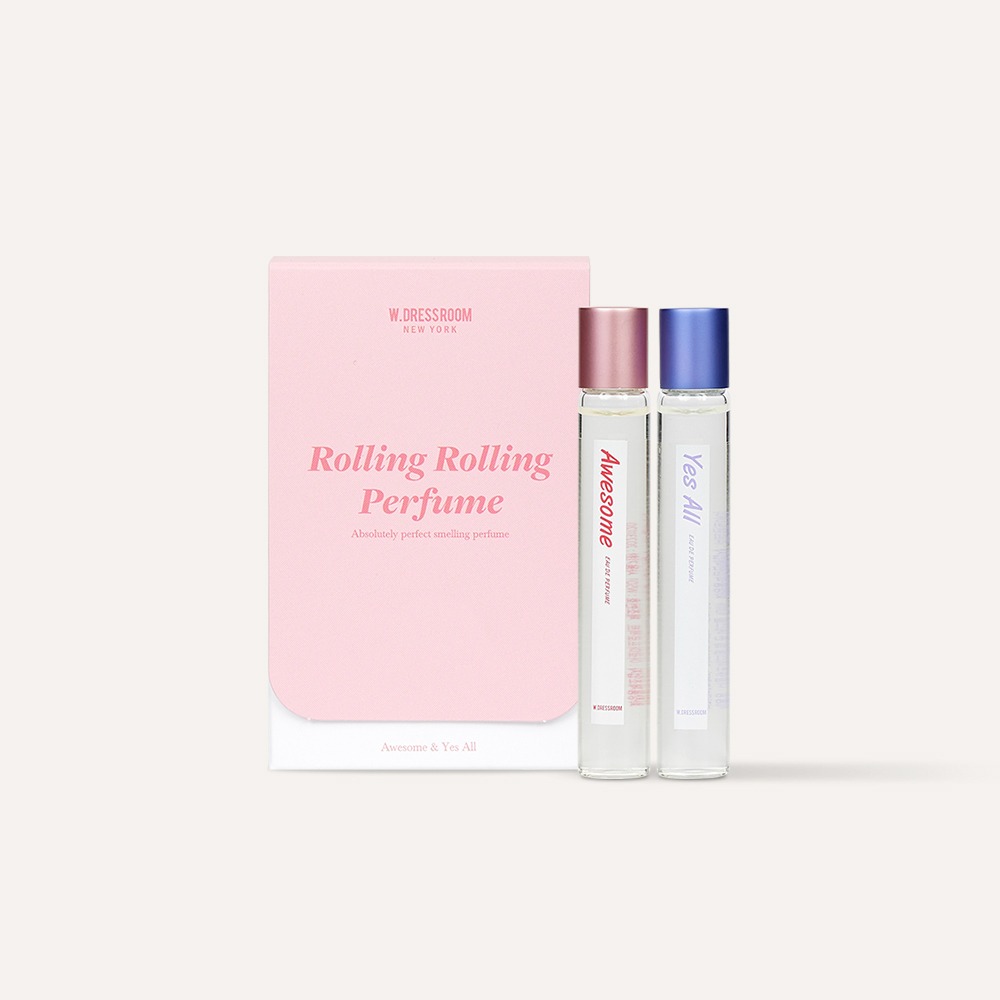 W.DRESSROOM
NEW YORK
Rolling Rolling
Perfume
Absolutely perfect smelling perfume
Awesome & Yes All
Awesome EAU DE PERFUME
W.DRESSROOM
Yes All EAU DE PERFUME
W.DRESSROOM